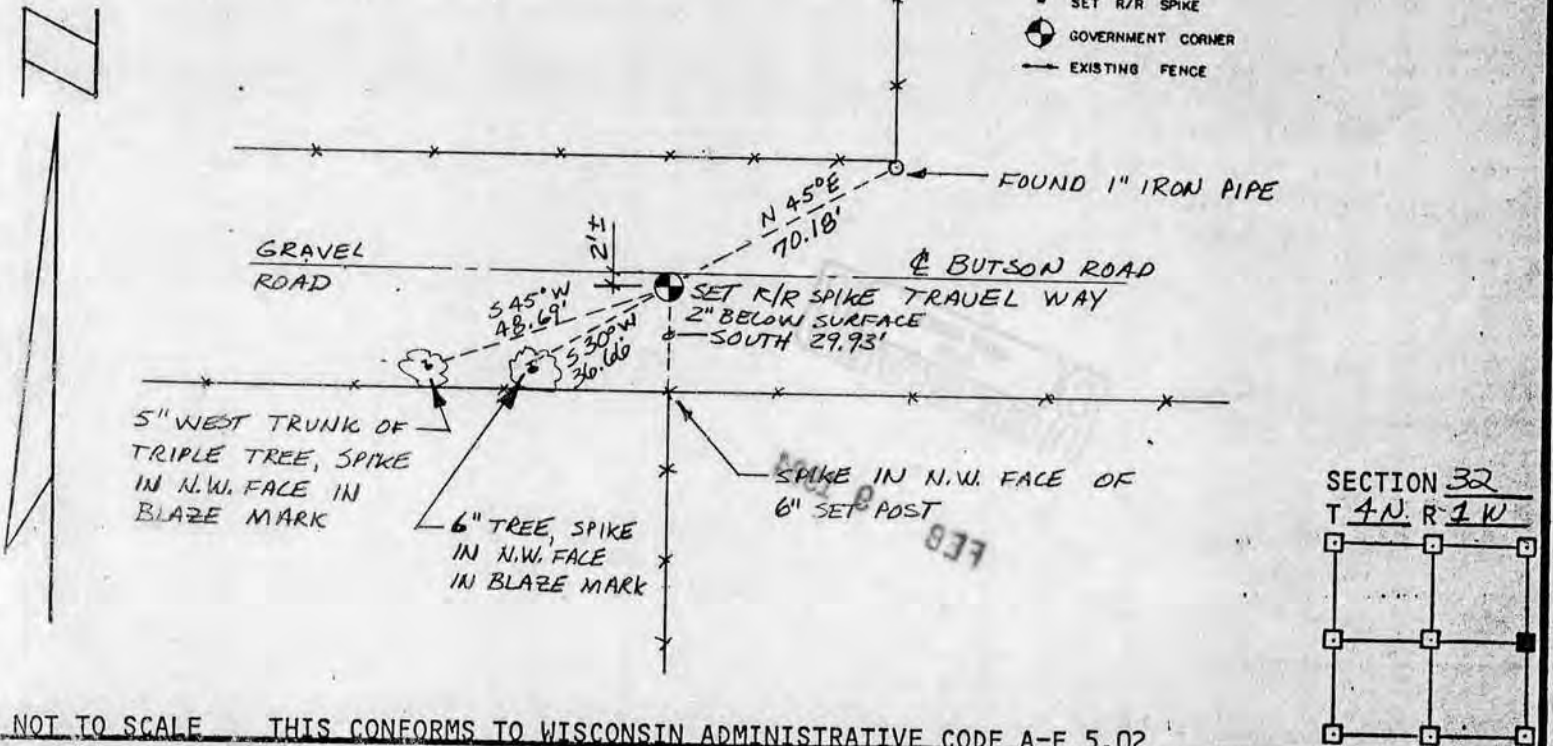 SET R/R SPIKE
GOVERNMENT CORNER
EXISTING FENCE
N
FOUND 1" IRON PIPE
N 45° E
70.18'
2'±
GRAVEL
ROAD
℄ BUTSON ROAD
SET R/R SPIKE TRAVEL WAY
2" BELOW SURFACE
SOUTH 29.93'
S 45° W
48.69'
S 30° W
36.66'
5" WEST TRUNK OF
TRIPLE TREE, SPIKE
IN N.W. FACE IN
BLAZE MARK
6" TREE, SPIKE
IN N.W. FACE
IN BLAZE MARK
SPIKE IN N.W. FACE OF
6" SET POST
FEB 9
SECTION 32
T 4N. R 1 W
NOT TO SCALE THIS CONFORMS TO WISCONSIN ADMINISTRATIVE CODE A-E 5.02